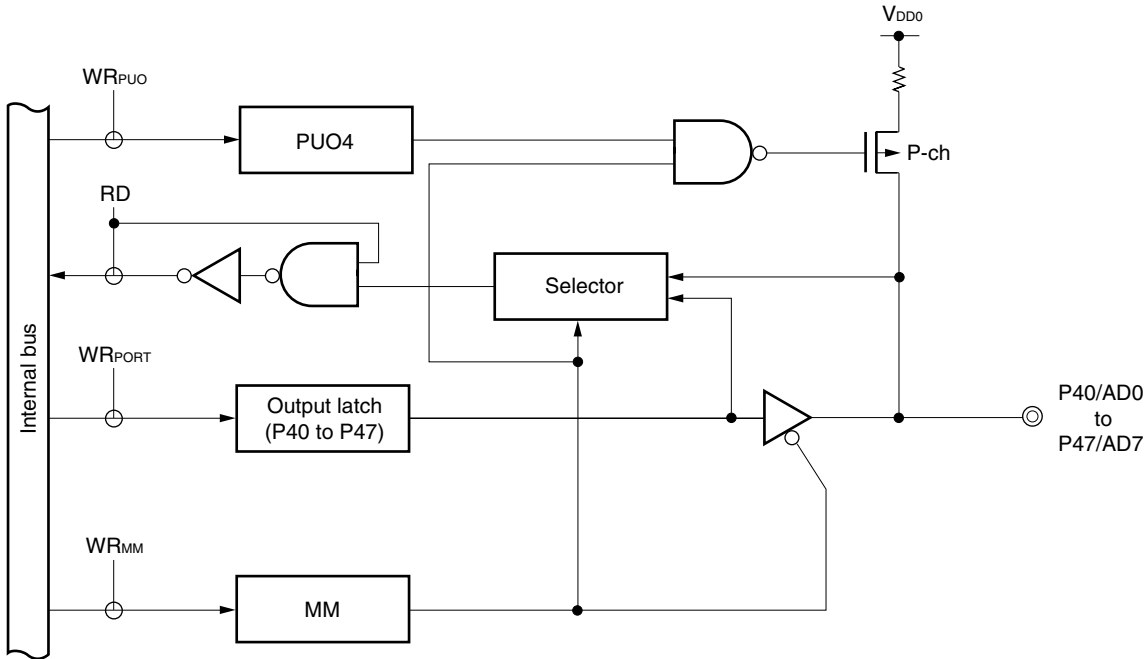 VDD0
WRPUO
PUO4
P-ch
RD
Selector
Internal bus
WRPORT
Output latch
(P40 to P47)
P40/AD0
to
P47/AD7
WRMM
MM